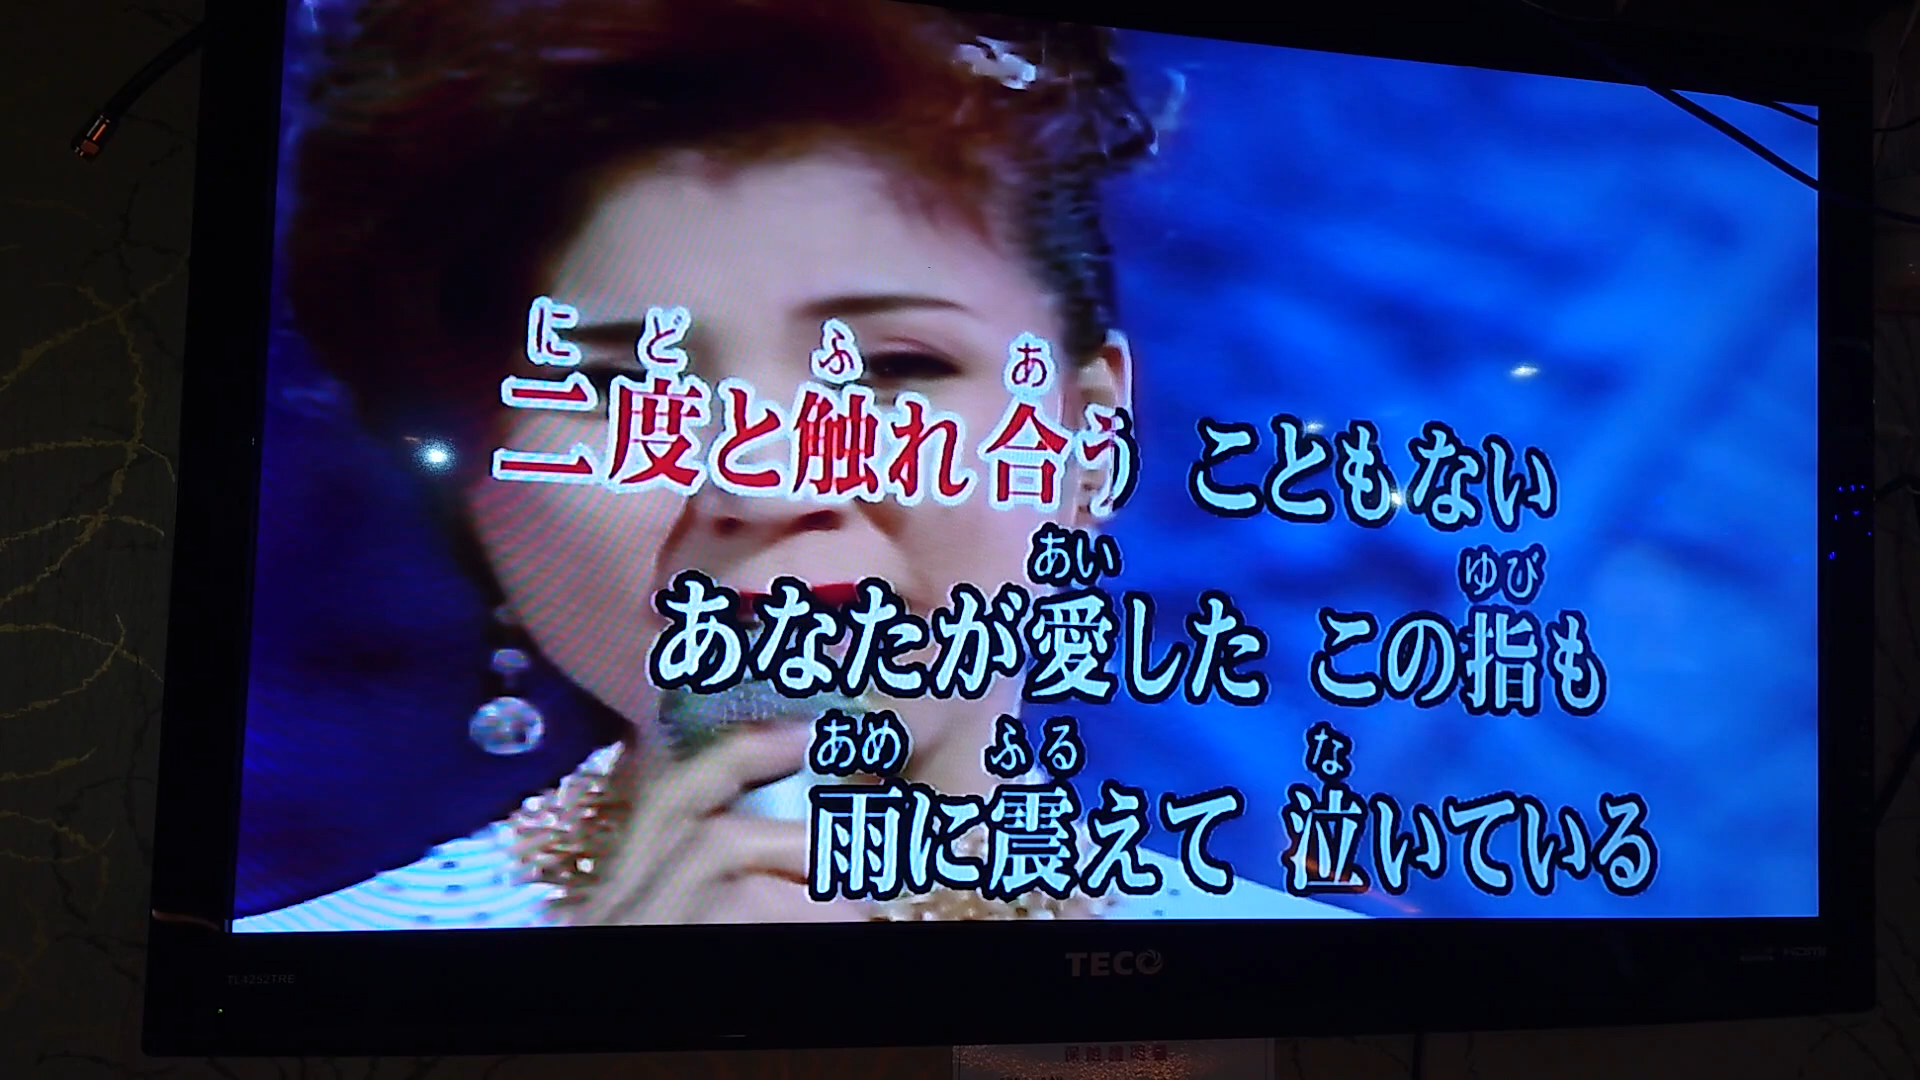 にど ふ あ
二度と触れ合う こともない
あい ゆび
あなたが愛した この指も
あめ ふる な
雨に震えて 泣いている
TECO
TL4252TRE
HDMI